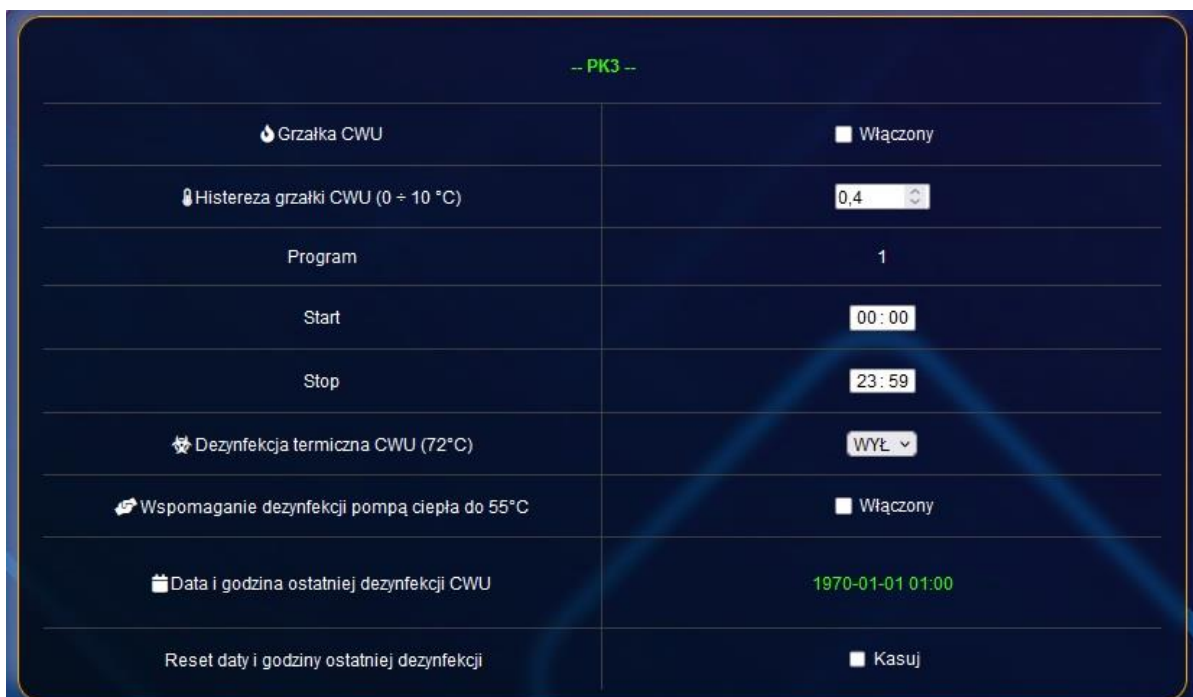 -- PK3 --
Grzałka CWU
Włączony
Histereza grzałki CWU (0 ÷ 10 °C)
0,4
Program
1
Start
00:00
Stop
23:59
Dezynfekcja termiczna CWU (72°C)
WYŁ
Wspomaganie dezynfekcji pompą ciepła do 55°C
Włączony
Data i godzina ostatniej dezynfekcji CWU
1970-01-01 01:00
Reset daty i godziny ostatniej dezynfekcji
Kasuj